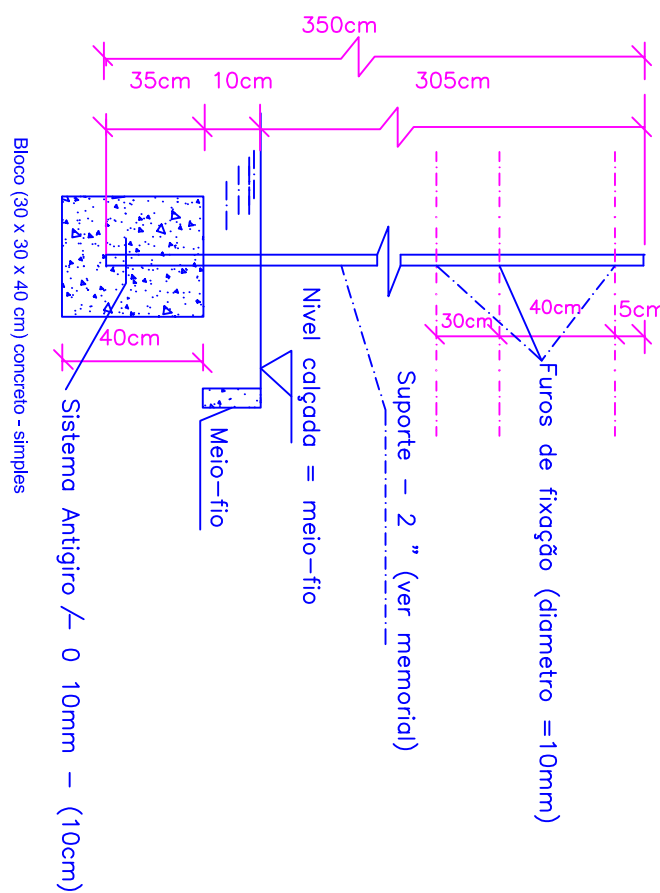 350cm
35cm
10cm
305cm
40cm
30cm
40cm
5cm
Furos de fixação (diametro =10mm)
Suporte - 2 " (ver memorial)
Nivel calçada = meio-fio
Meio-fio
Sistema Antigiro /- 0 10mm - (10cm)
Bloco (30 x 30 x 40 cm) concreto - simples